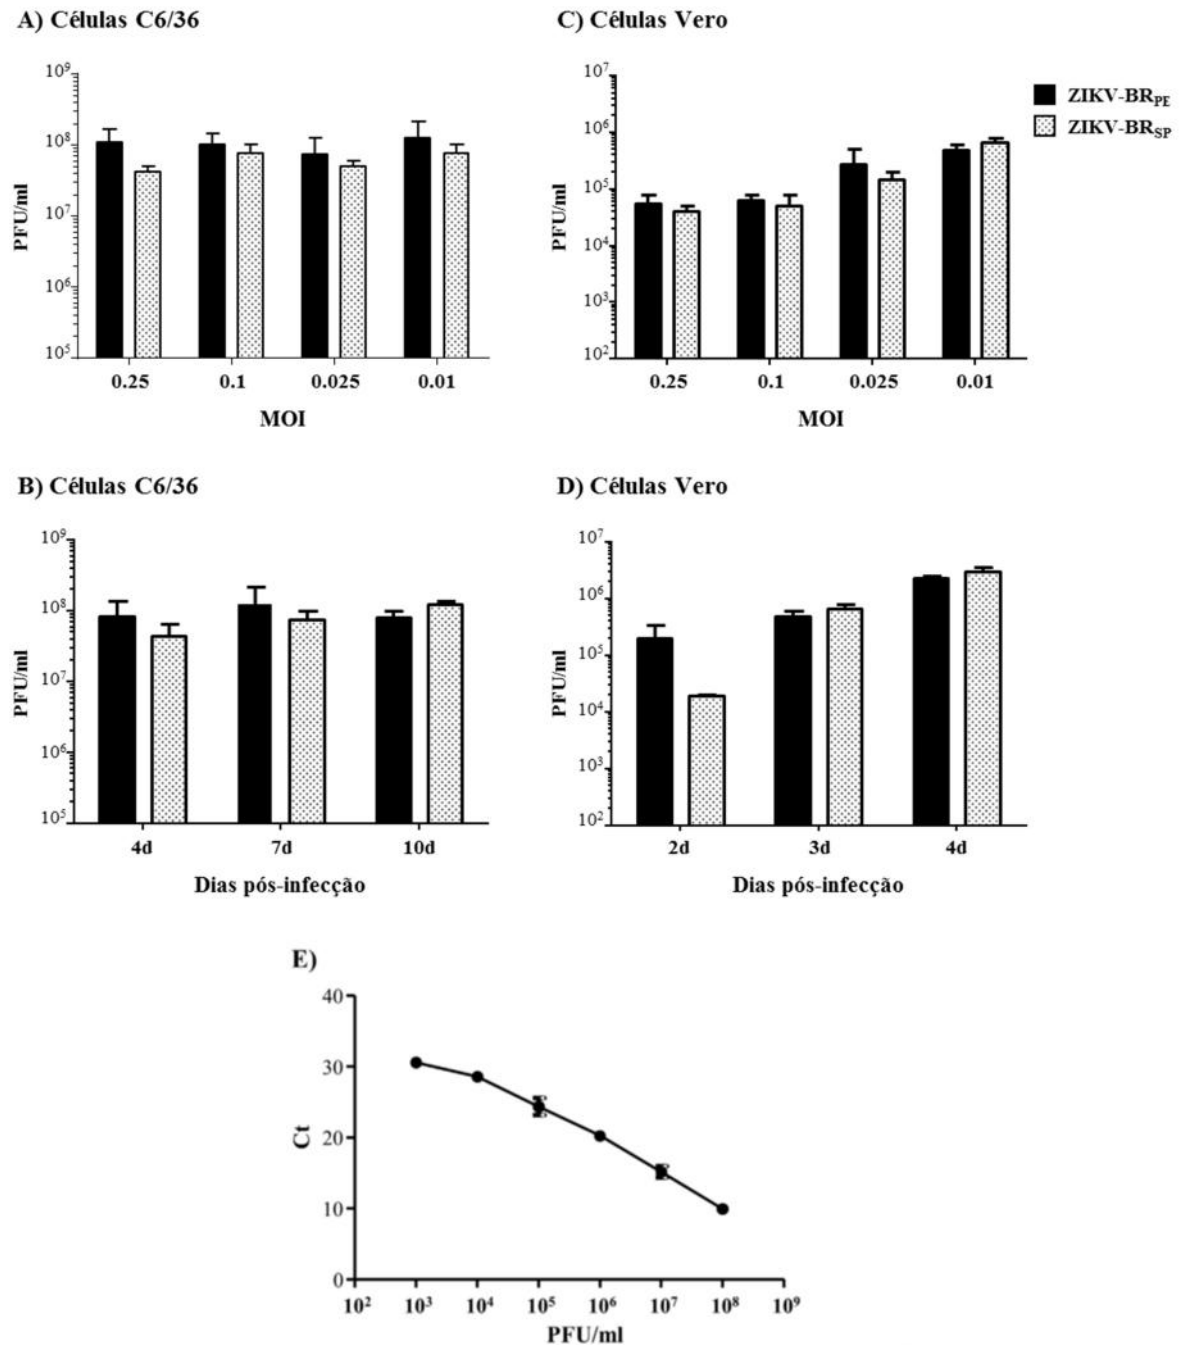 A) Células C6/36
10⁹
10⁸
10⁷
10⁶
10⁵
PFU/ml
0.25 0.1 0.025 0.01
MOI
C) Células Vero
10⁷
10⁶
10⁵
10⁴
10³
10²
PFU/ml
0.25 0.1 0.025 0.01
MOI
ZIKV-BRPE
ZIKV-BRSP
B) Células C6/36
10⁹
10⁸
10⁷
10⁶
10⁵
PFU/ml
4d 7d 10d
Dias pós-infecção
D) Células Vero
10⁷
10⁶
10⁵
10⁴
10³
10²
PFU/ml
2d 3d 4d
Dias pós-infecção
E)
40
30
20
10
0
Ct
10² 10³ 10⁴ 10⁵ 10⁶ 10⁷ 10⁸ 10⁹
PFU/ml